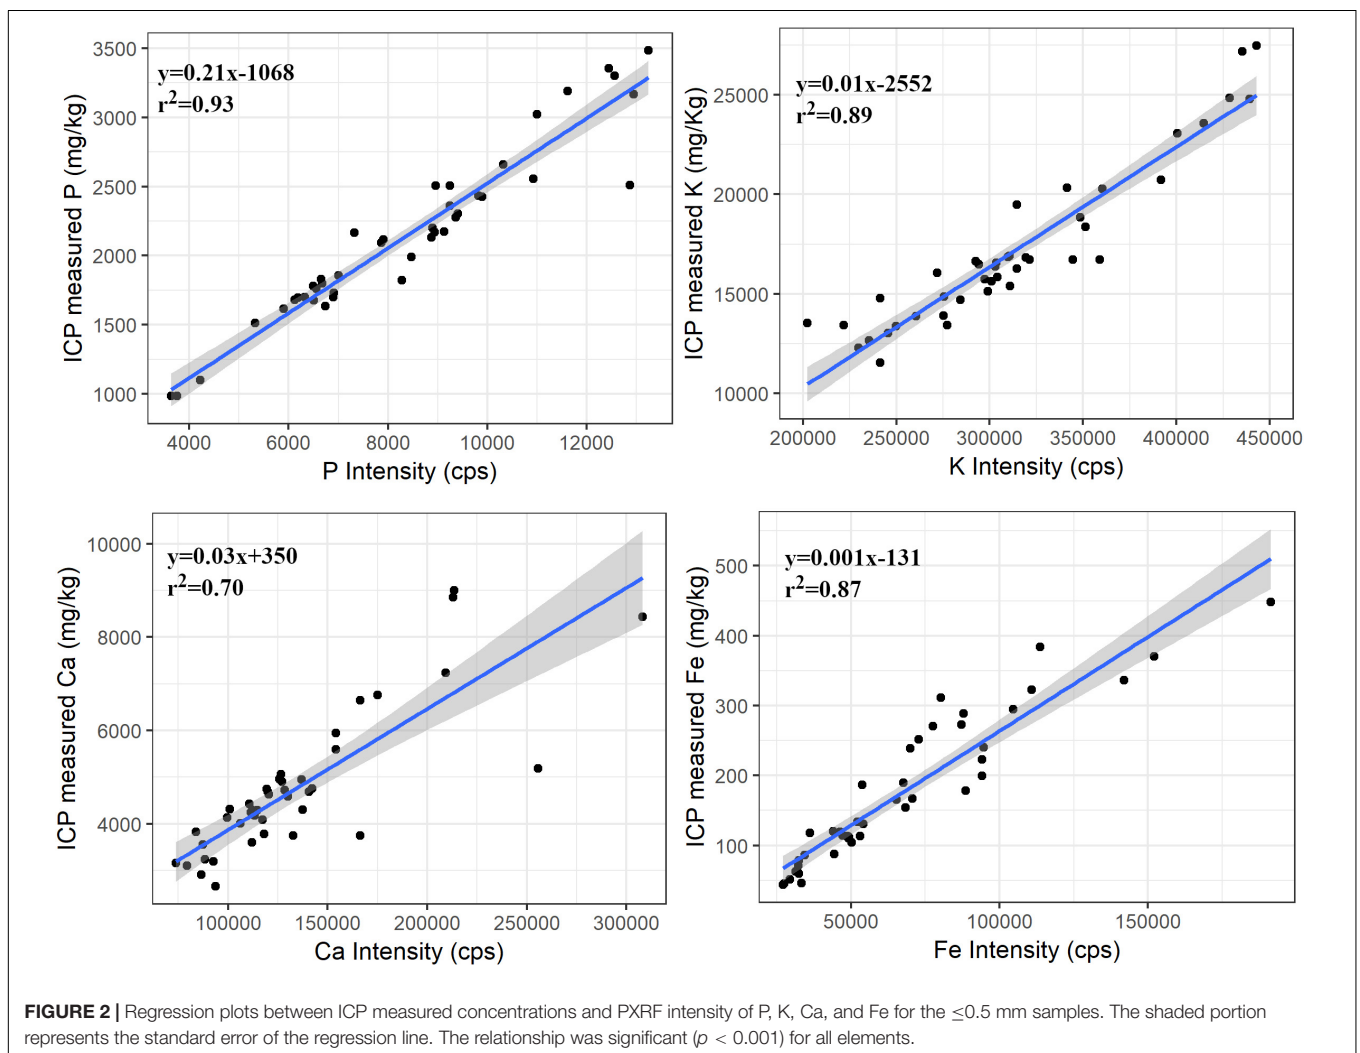 y=0.21x-1068
r²=0.93
ICP measured P (mg/kg)
3500
3000
2500
2000
1500
1000
4000 6000 8000 10000 12000
P Intensity (cps)
y=0.01x-2552
r²=0.89
ICP measured K (mg/Kg)
25000
20000
15000
10000
200000 250000 300000 350000 400000 450000
K Intensity (cps)
y=0.03x+350
r²=0.70
ICP measured Ca (mg/kg)
10000
8000
6000
4000
100000 150000 200000 250000 300000
Ca Intensity (cps)
y=0.001x-131
r²=0.87
ICP measured Fe (mg/kg)
500
400
300
200
100
50000 100000 150000
Fe Intensity (cps)
FIGURE 2 | Regression plots between ICP measured concentrations and PXRF intensity of P, K, Ca, and Fe for the ≤0.5 mm samples. The shaded portion
represents the standard error of the regression line. The relationship was significant (p < 0.001) for all elements.